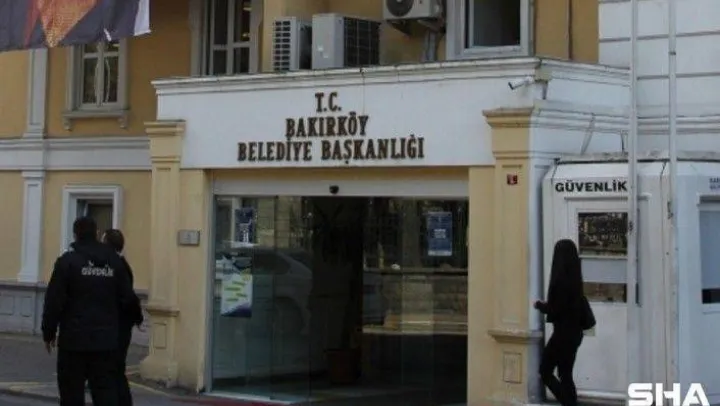 T.C.
BAKIRKÖY
BELEDİYE BAŞKANLIĞI
GÜVENLİK
GÜVENLİK
SHA